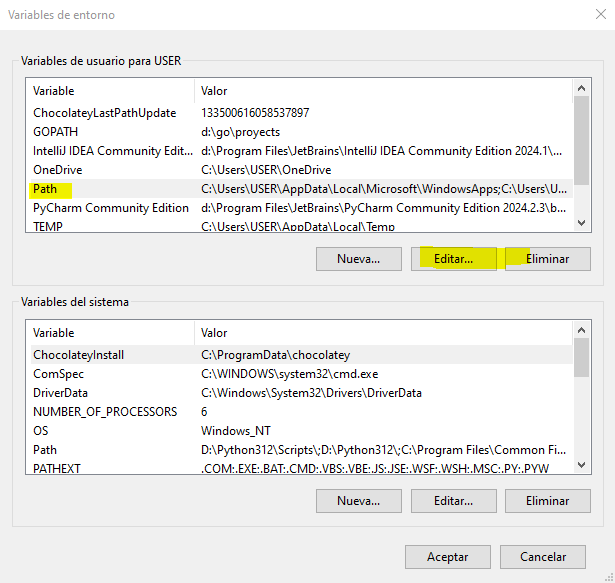 Variables de entorno
Variables de usuario para USER
Variable Valor
ChocolateyLastPathUpdate 133500616058537897
GOPATH d:\go\proyects
IntelliJ IDEA Community Edit... d:\Program Files\JetBrains\IntelliJ IDEA Community Edition 2024.1\...
OneDrive C:\Users\USER\OneDrive
Path C:\Users\USER\AppData\Local\Microsoft\WindowsApps;C:\Users\U...
PyCharm Community Edition d:\Program Files\JetBrains\PyCharm Community Edition 2024.2.3\b...
TEMP C:\Users\USER\AppData\Local\Temp
Nueva... Editar... Eliminar
Variables del sistema
Variable Valor
ChocolateyInstall C:\ProgramData\chocolatey
ComSpec C:\WINDOWS\system32\cmd.exe
DriverData C:\Windows\System32\Drivers\DriverData
NUMBER_OF_PROCESSORS 6
OS Windows_NT
Path D:\Python312\Scripts\;D:\Python312\;C:\Program Files\Common Fi...
PATHEXT .COM;.EXE;.BAT;.CMD;.VBS;.VBE;.JS;.JSE;.WSF;.WSH;.MSC;.PY;.PYW
Nueva... Editar... Eliminar
Aceptar Cancelar